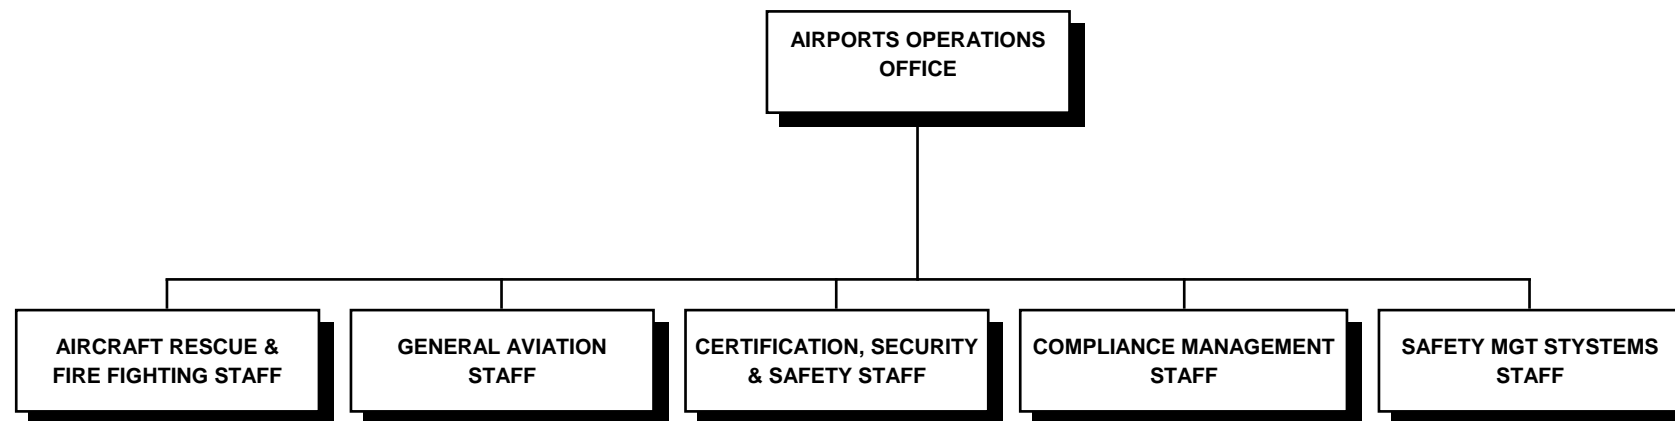 AIRPORTS OPERATIONS
OFFICE
AIRCRAFT RESCUE &
FIRE FIGHTING STAFF
GENERAL AVIATION
STAFF
CERTIFICATION, SECURITY
& SAFETY STAFF
COMPLIANCE MANAGEMENT
STAFF
SAFETY MGT STYSTEMS
STAFF